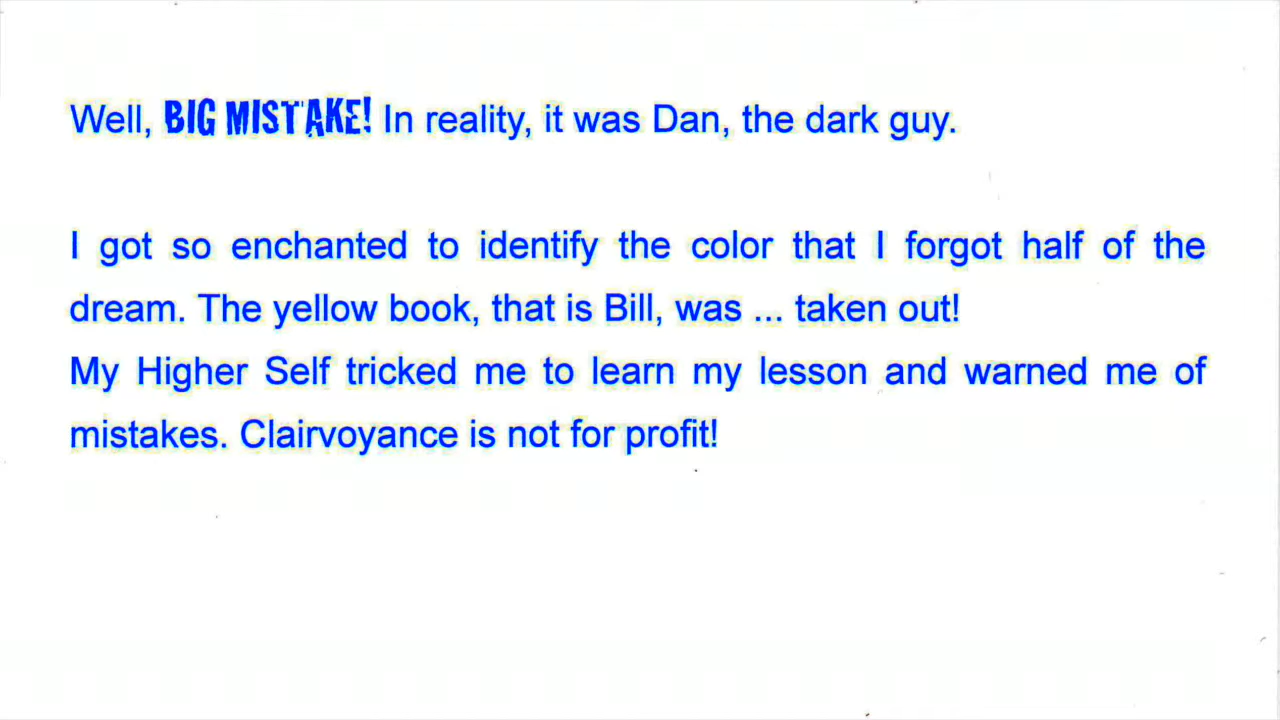 Well, BIG MISTAKE! In reality, it was Dan, the dark guy.
I got so enchanted to identify the color that I forgot half of the
dream. The yellow book, that is Bill, was ... taken out!
My Higher Self tricked me to learn my lesson and warned me of
mistakes. Clairvoyance is not for profit!